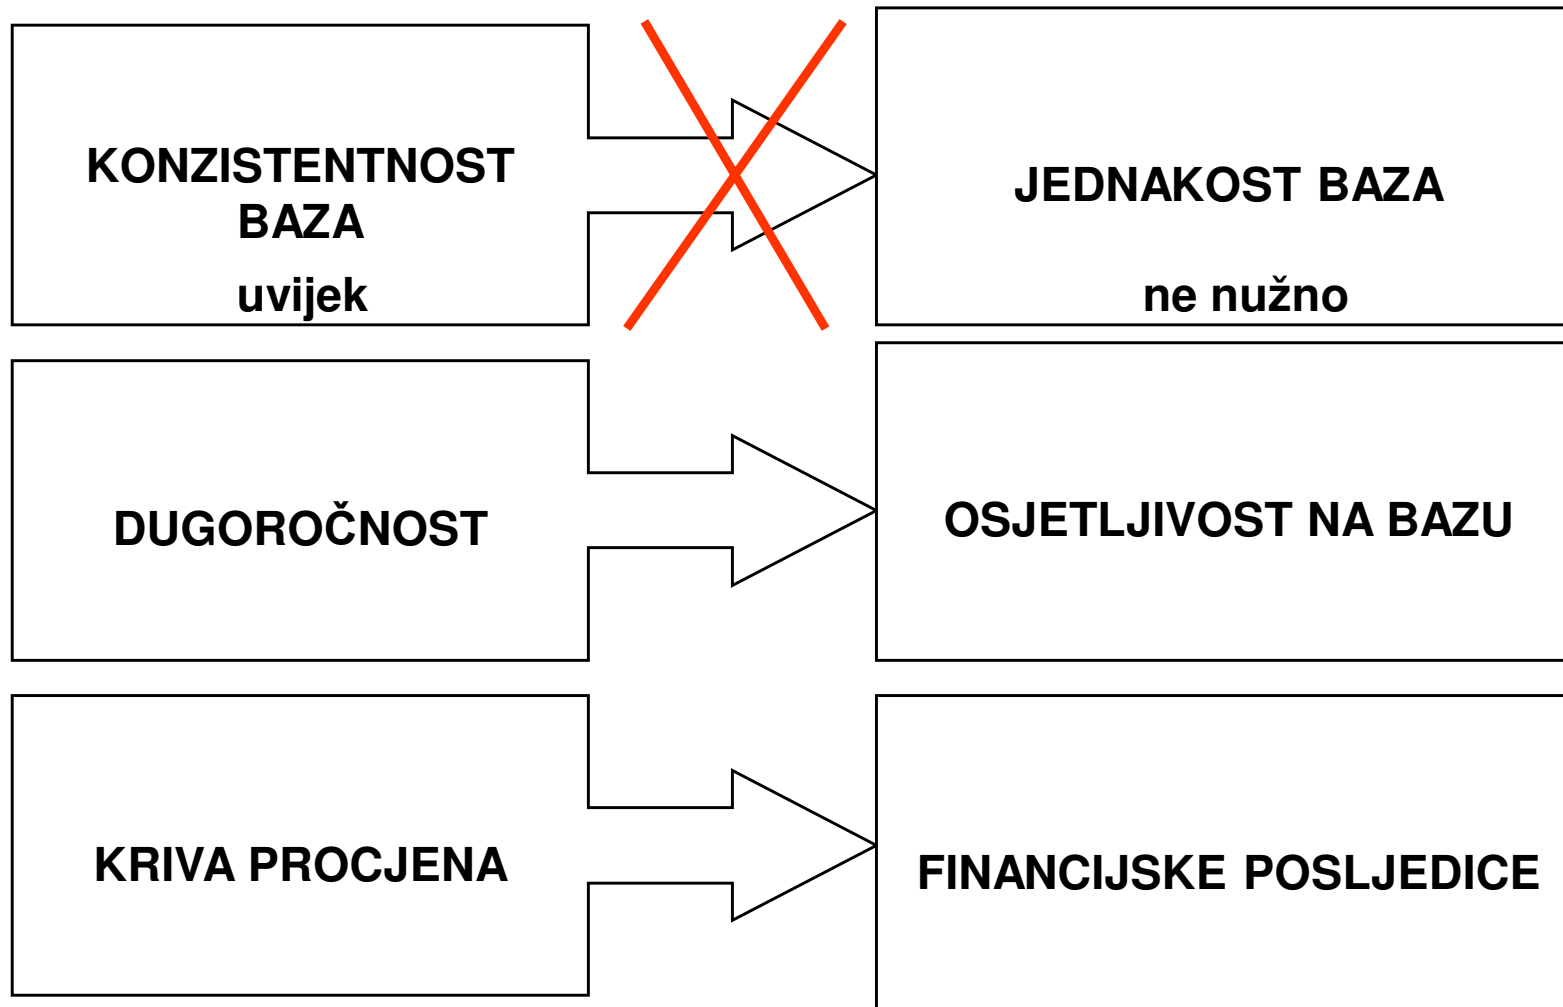 KONZISTENTNOST
BAZA
uvijek
JEDNAKOST BAZA
ne nužno
DUGOROČNOST
OSJETLJIVOST NA BAZU
KRIVA PROCJENA
FINANCIJSKE POSLJEDICE